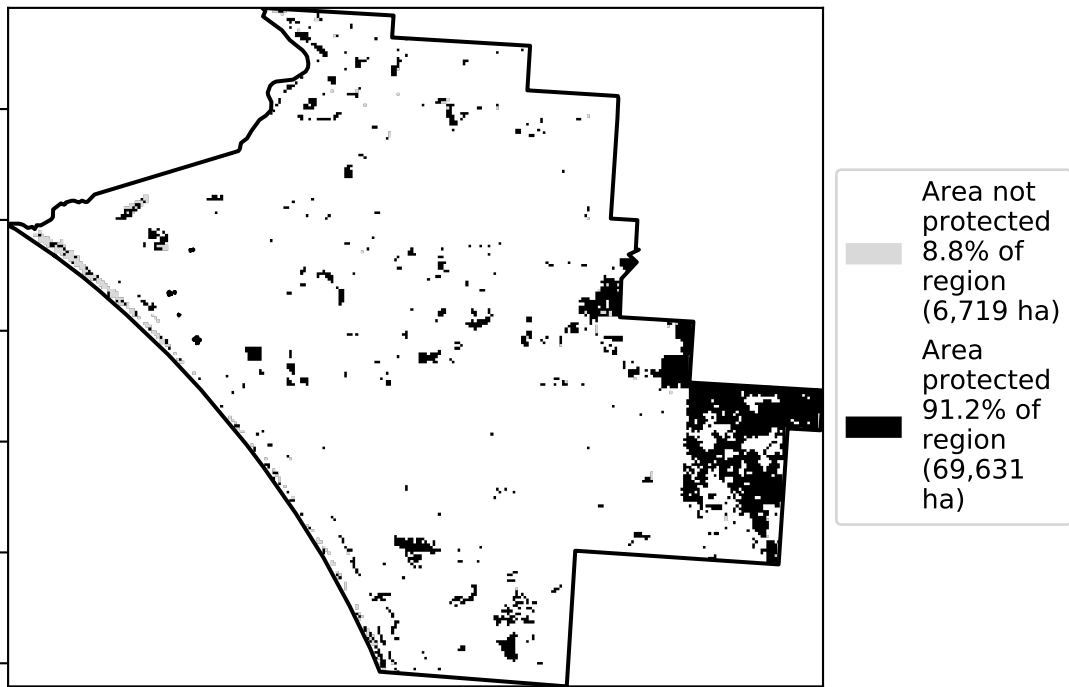 Area not
protected
8.8% of
region
(6,719 ha)
Area
protected
91.2% of
region
(69,631
ha)